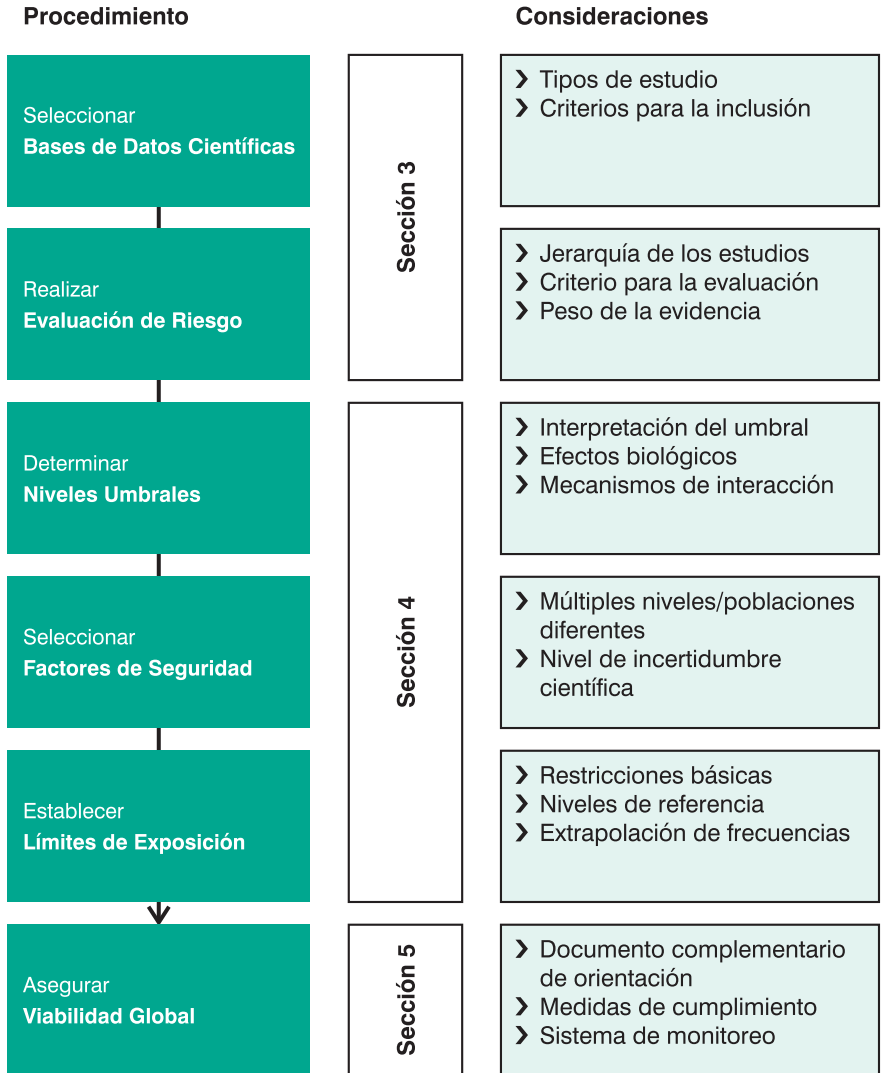 Procedimiento
Consideraciones
Seleccionar
Bases de Datos Científicas
Sección 3
❯ Tipos de estudio
❯ Criterios para la inclusión
Realizar
Evaluación de Riesgo
❯ Jerarquía de los estudios
❯ Criterio para la evaluación
❯ Peso de la evidencia
Determinar
Niveles Umbrales
Sección 4
❯ Interpretación del umbral
❯ Efectos biológicos
❯ Mecanismos de interacción
Seleccionar
Factores de Seguridad
❯ Múltiples niveles/poblaciones
diferentes
❯ Nivel de incertidumbre
científica
Establecer
Límites de Exposición
❯ Restricciones básicas
❯ Niveles de referencia
❯ Extrapolación de frecuencias
Asegurar
Viabilidad Global
Sección 5
❯ Documento complementario
de orientación
❯ Medidas de cumplimiento
❯ Sistema de monitoreo